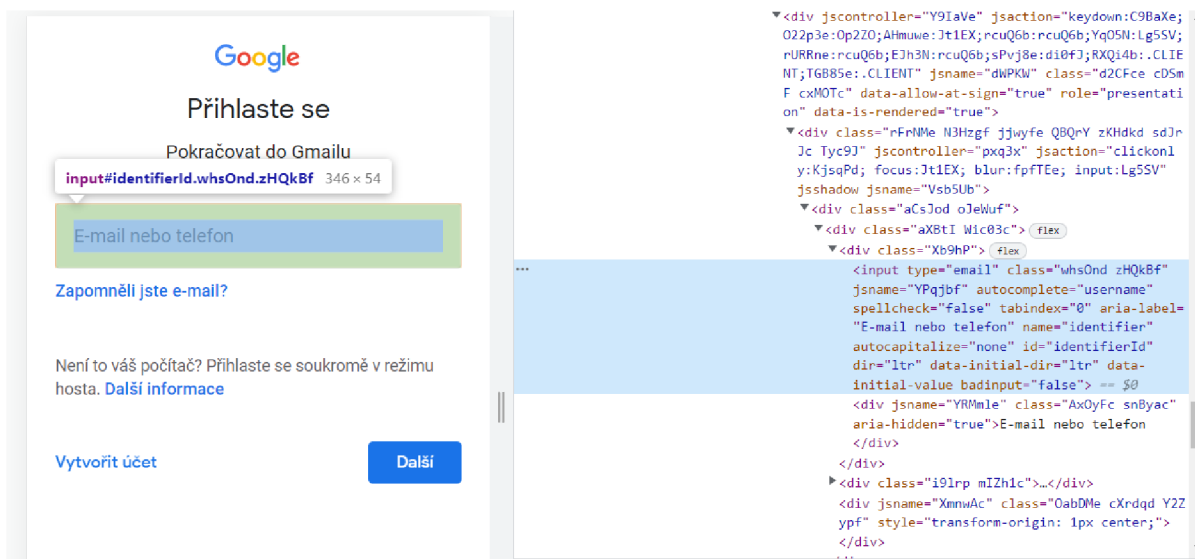 Google
Přihlaste se
Pokračovat do Gmailu
input#identifierId.whsOnd.zHQkBf 346 × 54
E-mail nebo telefon
Zapomněli jste e-mail?
Není to váš počítač? Přihlaste se soukromě v režimu
hosta. Další informace
Vytvořit účet
Další
<div jscontroller="Y9IaVe" jsaction="keydown:C9BaXe;
O22p3e:Op2ZO;AHmuwe:Jt1EX;rcuQ6b:rcuQ6b;YqO5N:Lg5SV;
rURRne:rcuQ6b;EJh3N:rcuQ6b;sPvj8e:di0fJ;RXQi4b:.CLIE
NT;TGB85e:.CLIENT" jsname="dWPKW" class="d2CFce cDSm
F cxMOTc" data-allow-at-sign="true" role="presentati
on" data-is-rendered="true">
<div class="rFrNMe N3Hzgf jjwyfe QBQrY zKHdkd sdJr
Jc Tyc9J" jscontroller="pxq3x" jsaction="clickonl
y:KjsqPd; focus:Jt1EX; blur:fpfTEe; input:Lg5SV"
jsshadow jsname="Vsb5Ub">
<div class="aCsJod oJeWuf">
<div class="aXBtI Wic03c"> flex
<div class="Xb9hP"> flex
… <input type="email" class="whsOnd zHQkBf"
jsname="YPqjbf" autocomplete="username"
spellcheck="false" tabindex="0" aria-label=
"E-mail nebo telefon" name="identifier"
autocapitalize="none" id="identifierId"
dir="ltr" data-initial-dir="ltr" data-
initial-value badinput="false"> == $0
<div jsname="YRMmle" class="AxOyFc snByac"
aria-hidden="true">E-mail nebo telefon
</div>
</div>
<div class="i9lrp mIZh1c">…</div>
<div jsname="XmnwAc" class="OabDMe cXrdqd Y2Z
ypf" style="transform-origin: 1px center;">
</div>